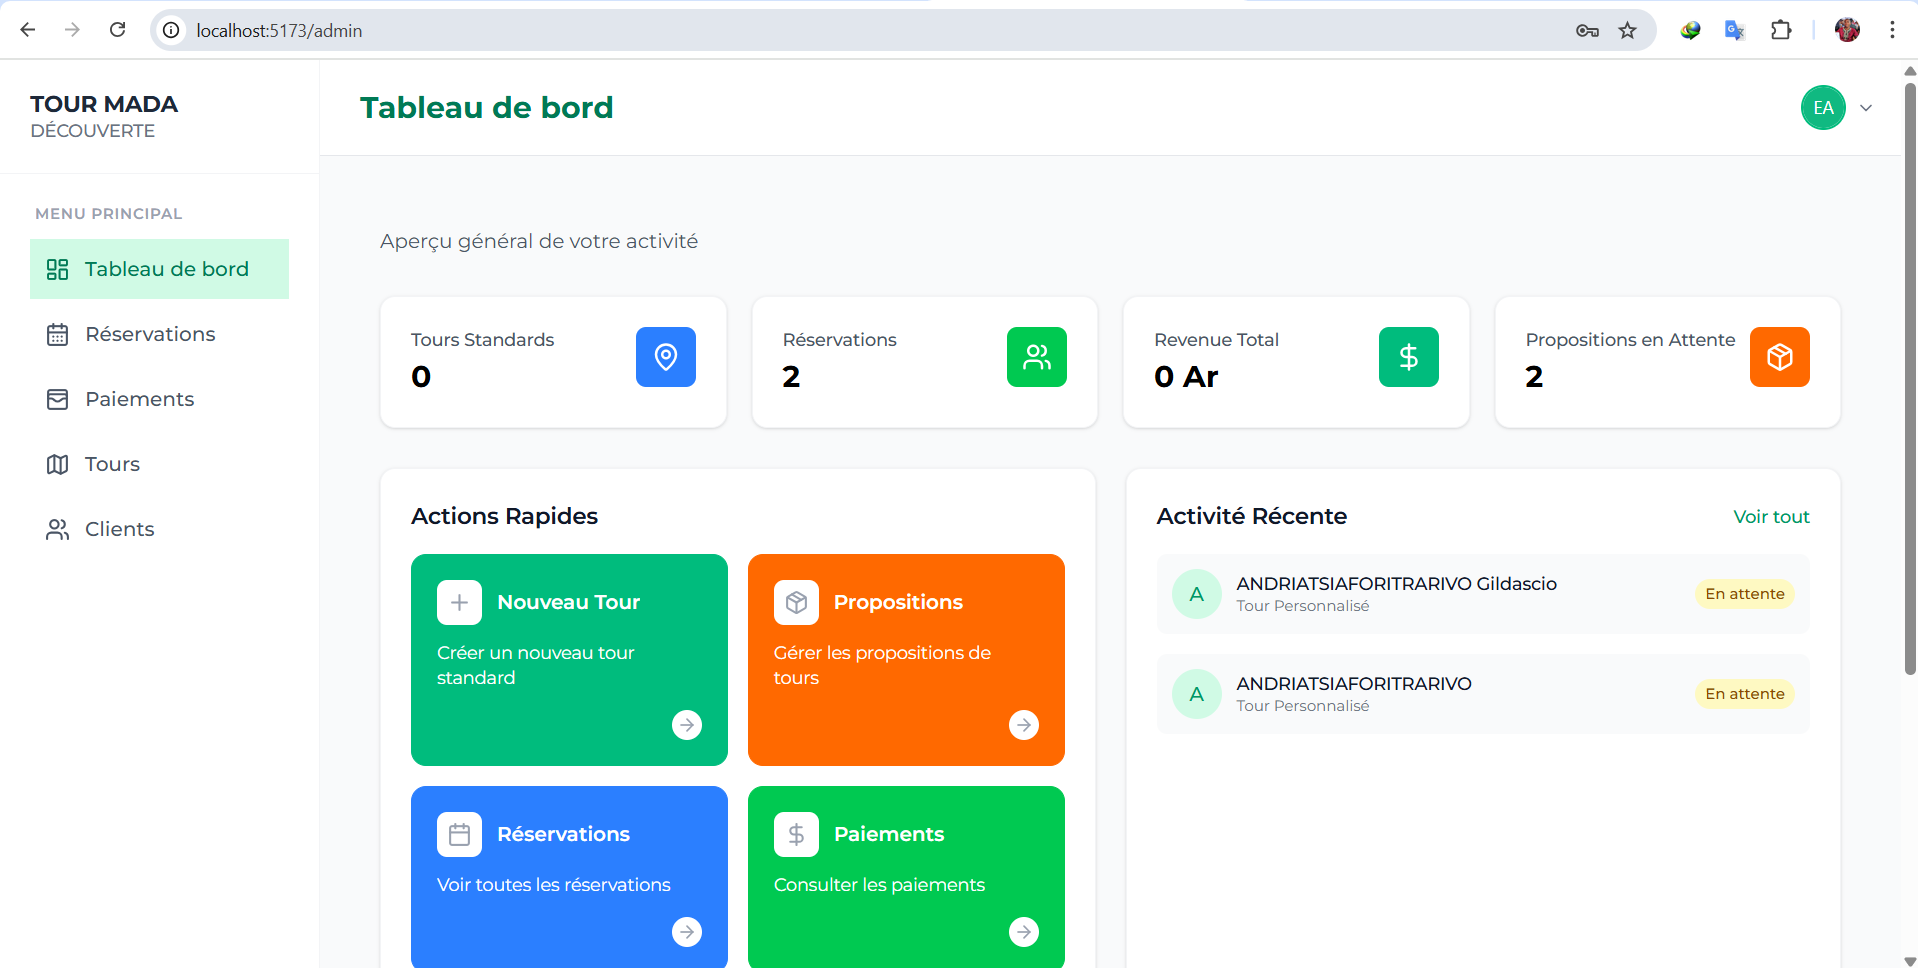 localhost:5173/admin
TOUR MADA
DÉCOUVERTE
MENU PRINCIPAL
Tableau de bord
Réservations
Paiements
Tours
Clients
Tableau de bord
EA
Aperçu général de votre activité
Tours Standards
0
Réservations
2
Revenue Total
0 Ar
Propositions en Attente
2
Actions Rapides
Nouveau Tour
Créer un nouveau tour
standard
Propositions
Gérer les propositions de
tours
Réservations
Voir toutes les réservations
Paiements
Consulter les paiements
Activité Récente
Voir tout
A
ANDRIATSIAFORITRARIVO Gildascio
Tour Personnalisé
En attente
A
ANDRIATSIAFORITRARIVO
Tour Personnalisé
En attente